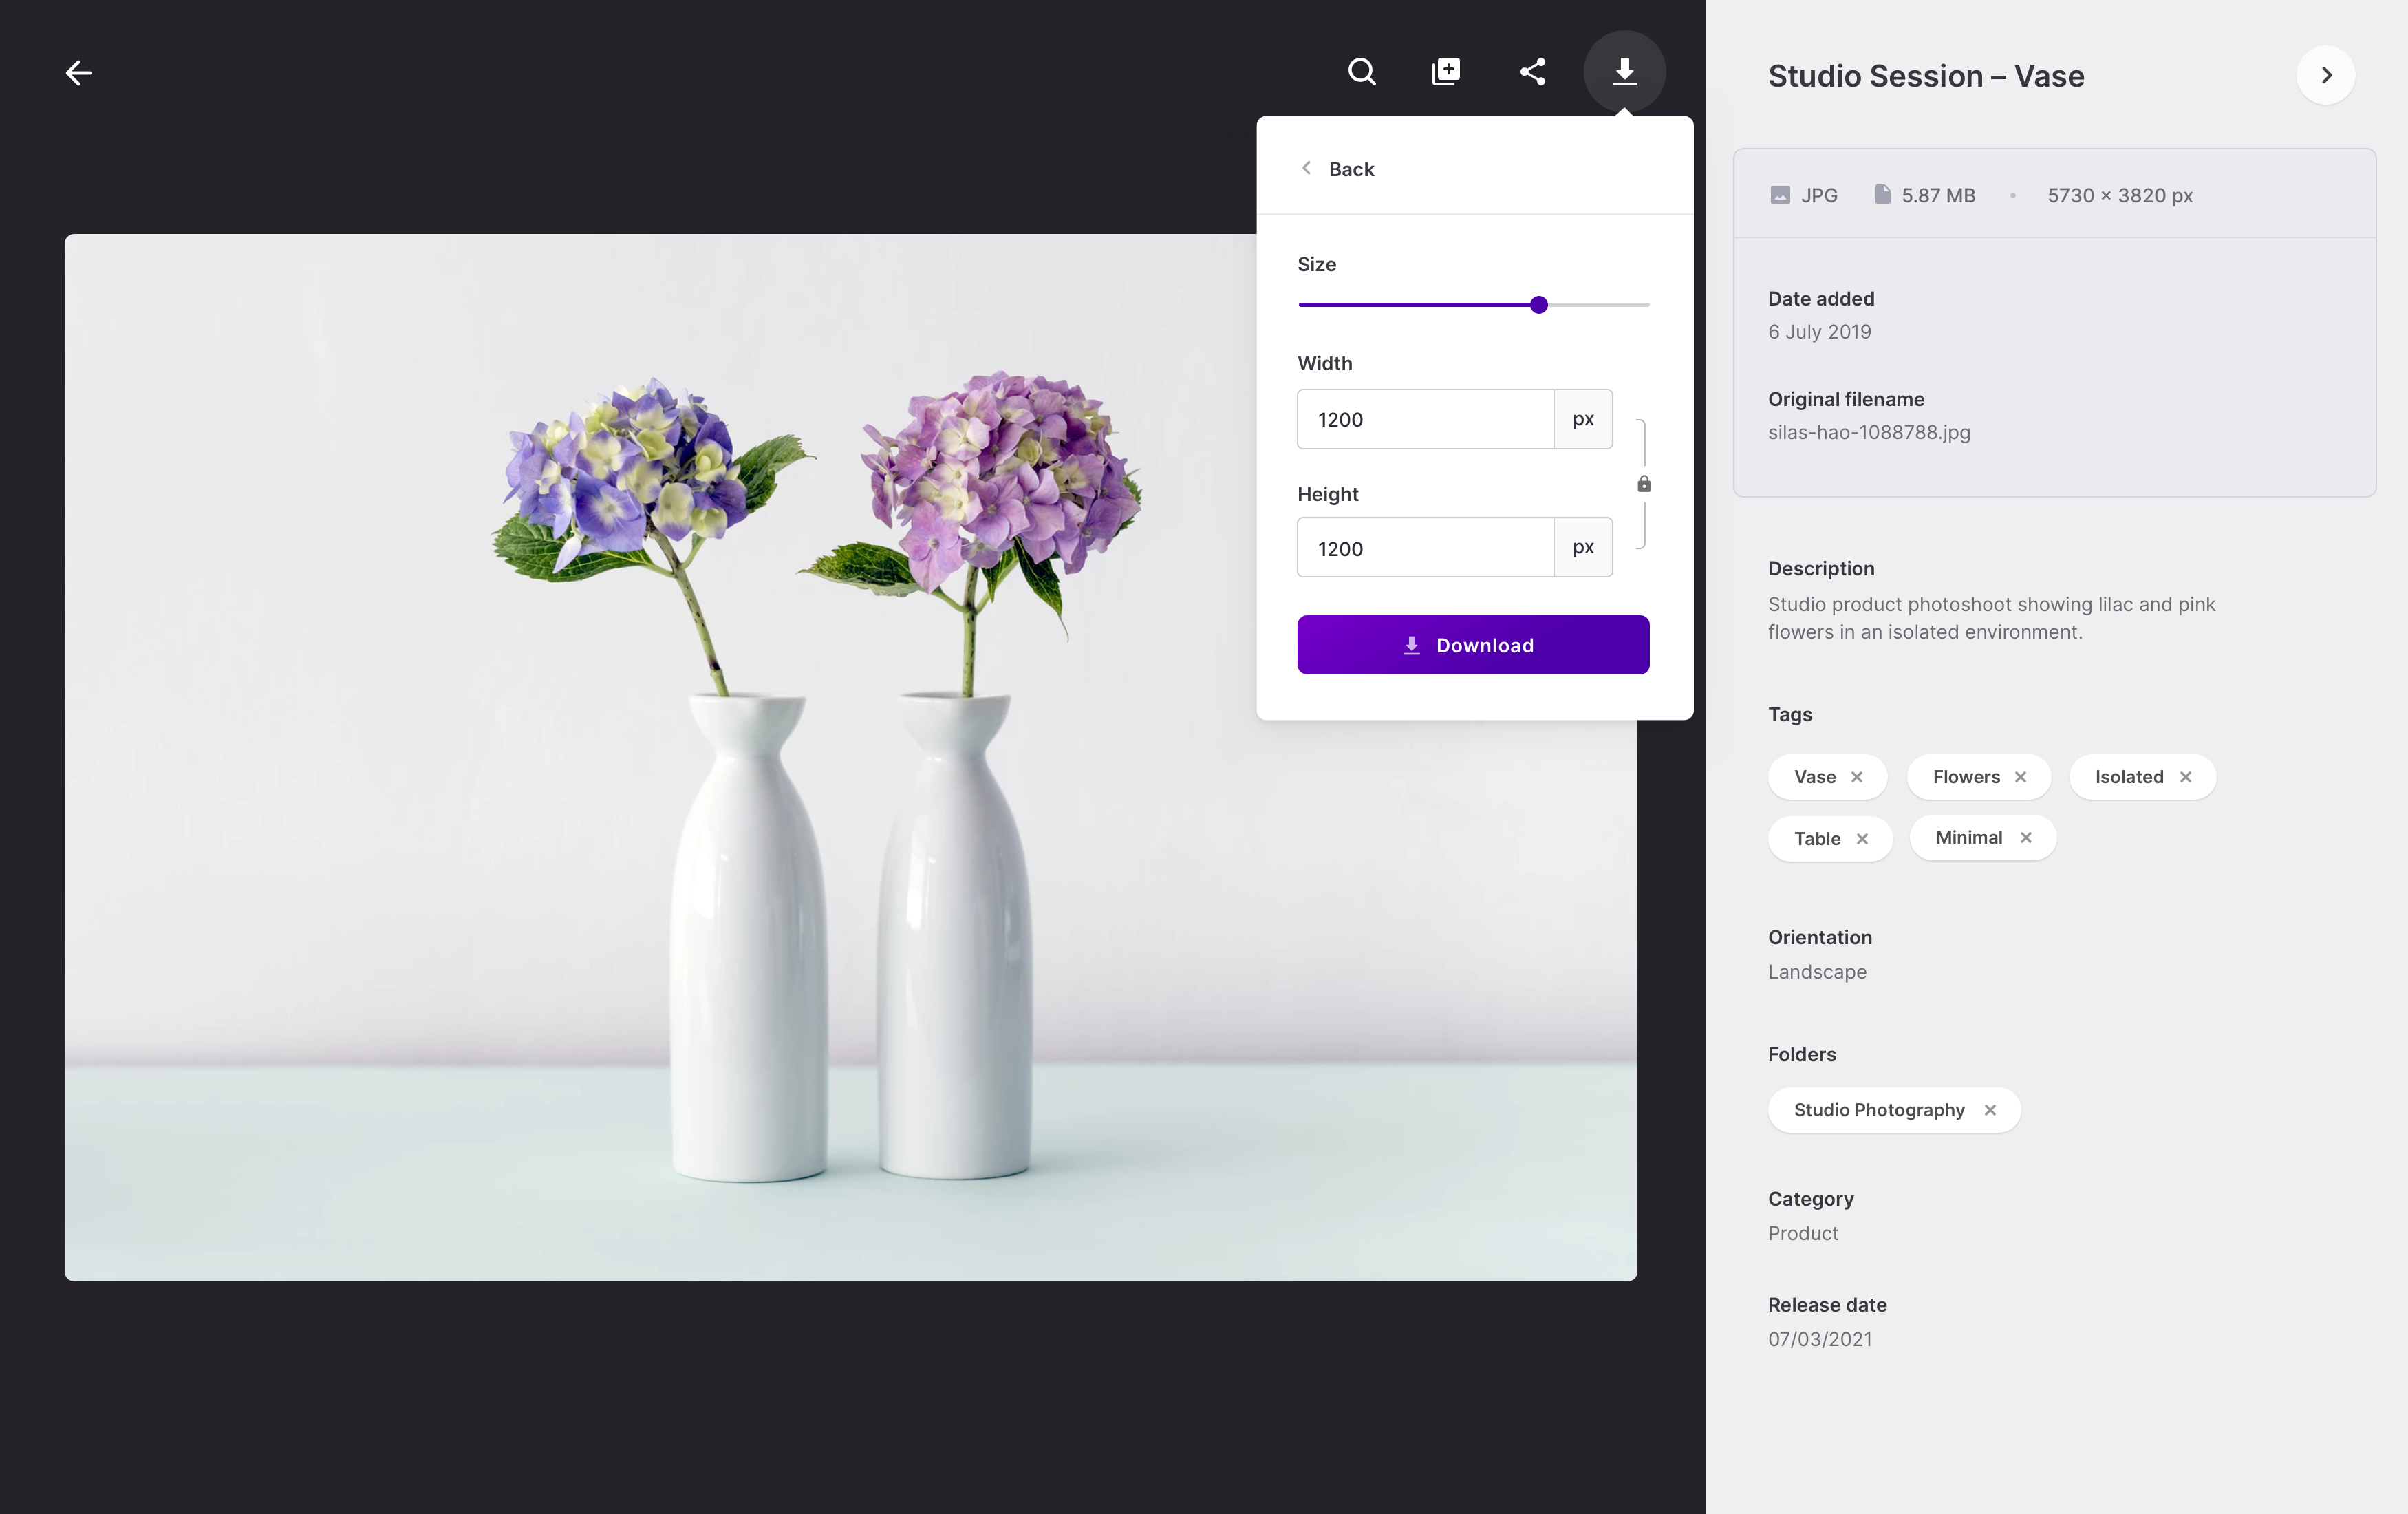 Back
Size
Width
1200 px
Height
1200 px
Download
Studio Session – Vase
JPG 5.87 MB • 5730 × 3820 px
Date added
6 July 2019
Original filename
silas-hao-1088788.jpg
Description
Studio product photoshoot showing lilac and pink
flowers in an isolated environment.
Tags
Vase × Flowers × Isolated ×
Table × Minimal ×
Orientation
Landscape
Folders
Studio Photography ×
Category
Product
Release date
07/03/2021